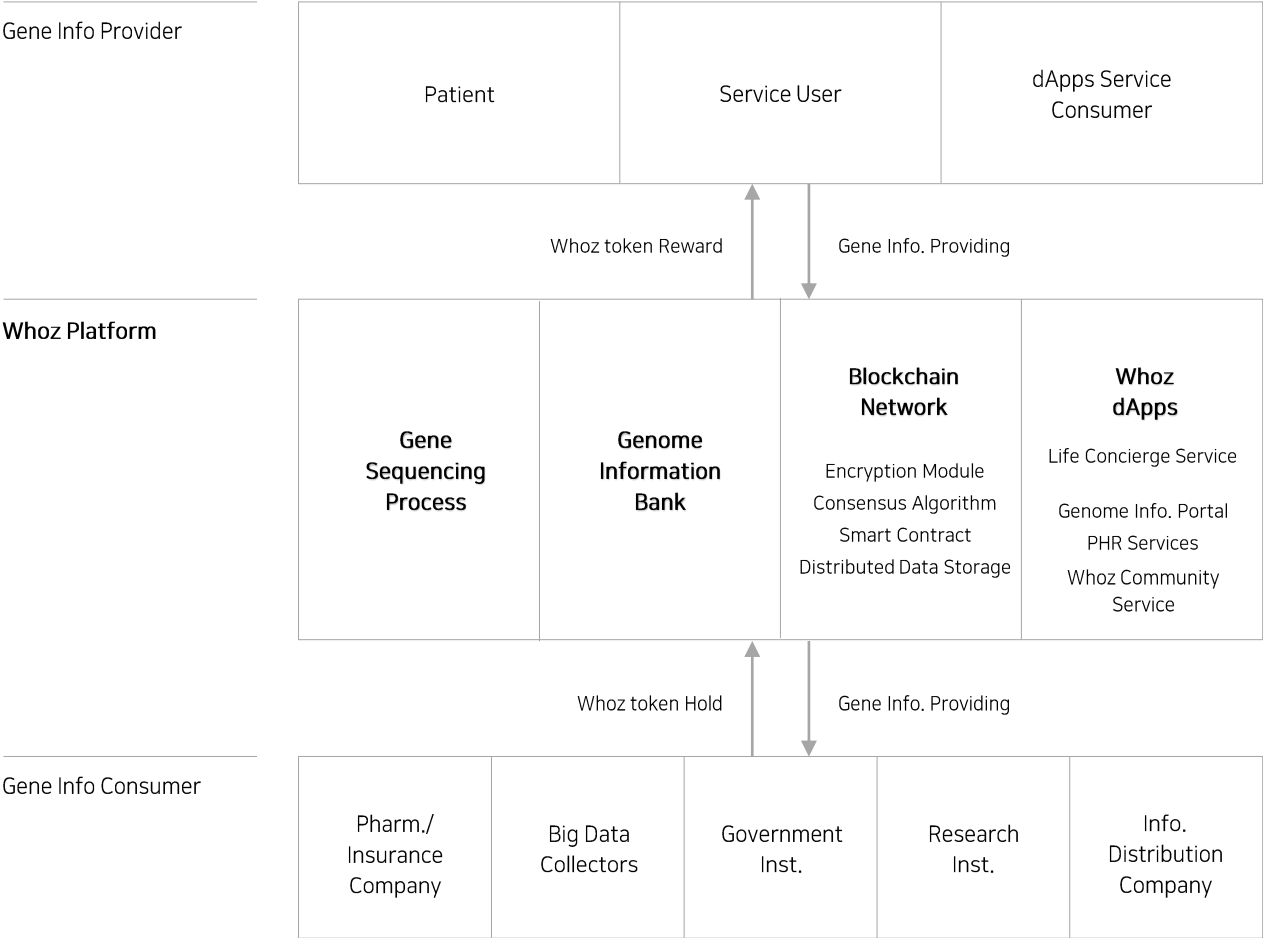 Gene Info Provider
Patient
Service User
dApps Service
Consumer
Whoz token Reward
Gene Info. Providing
Whoz Platform
Gene
Sequencing
Process
Genome
Information
Bank
Blockchain
Network
Encryption Module
Consensus Algorithm
Smart Contract
Distributed Data Storage
Whoz
dApps
Life Concierge Service
Genome Info. Portal
PHR Services
Whoz Community
Service
Whoz token Hold
Gene Info. Providing
Gene Info Consumer
Pharm./
Insurance
Company
Big Data
Collectors
Government
Inst.
Research
Inst.
Info.
Distribution
Company